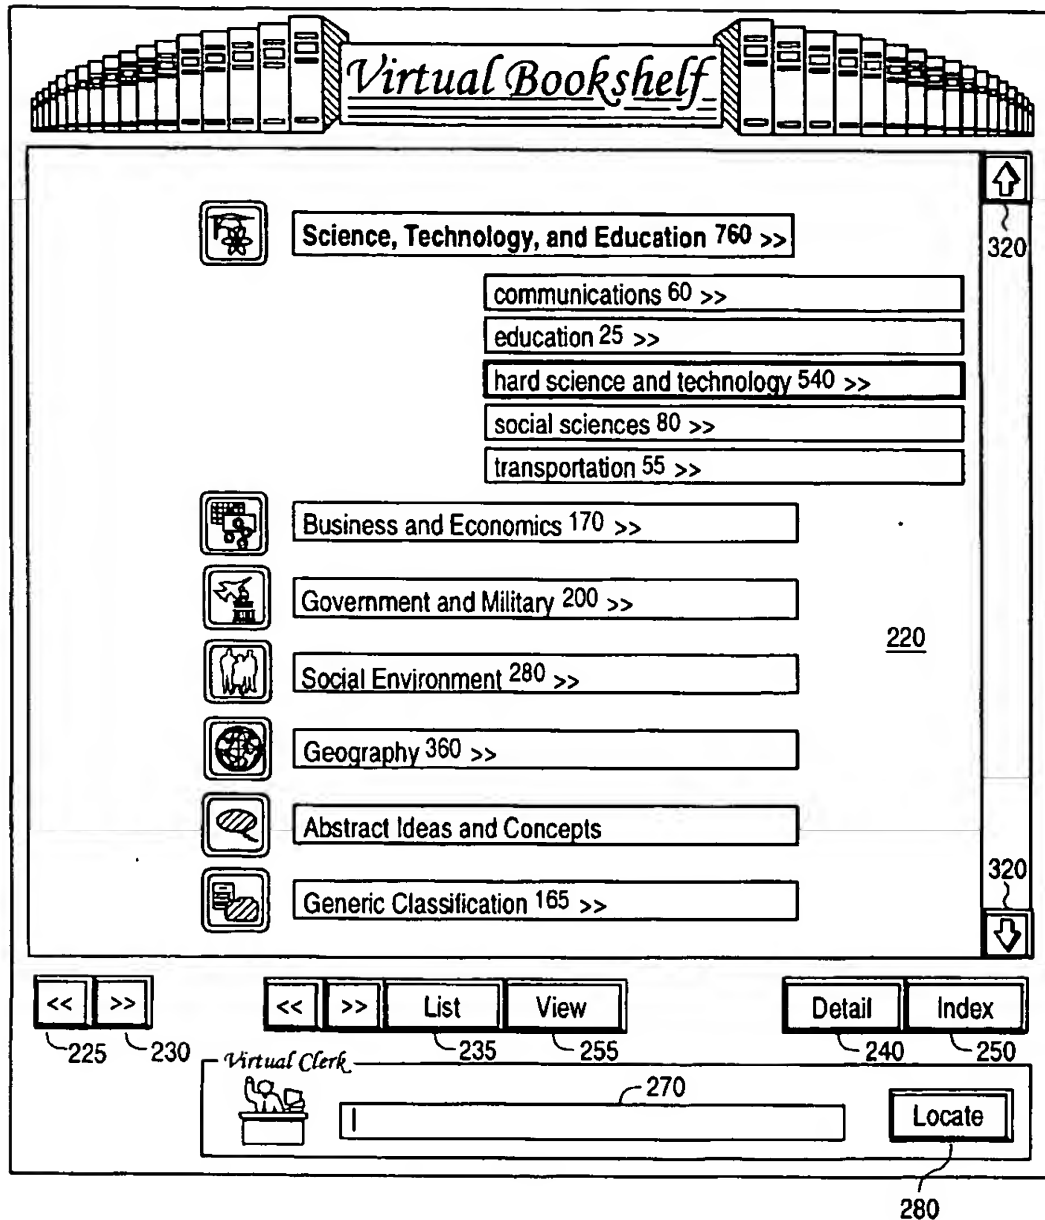 Virtual Bookshelf
Science, Technology, and Education 760 >>
320
communications 60 >>
education 25 >>
hard science and technology 540 >>
social sciences 80 >>
transportation 55 >>
Business and Economics 170 >>
Government and Military 200 >>
220
Social Environment 280 >>
Geography 360 >>
Abstract Ideas and Concepts
320
Generic Classification 165 >>
<< >> << >> List View Detail Index
225 230 235 255 240 250
Virtual Clerk
270
Locate
280